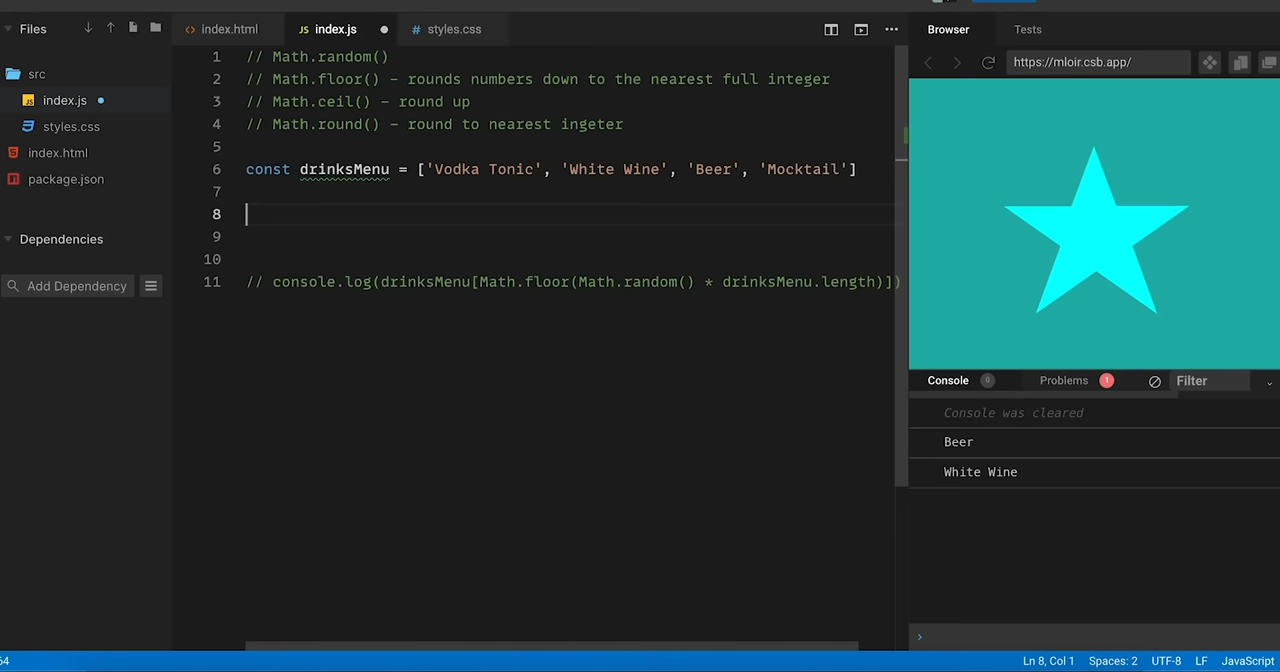 Files
index.html
index.js
styles.css
Browser
Tests
https://mloir.csb.app/
src
index.js
styles.css
index.html
package.json
Dependencies
Add Dependency
1 // Math.random()
2 // Math.floor() - rounds numbers down to the nearest full integer
3 // Math.ceil() - round up
4 // Math.round() - round to nearest ingeter
5
6 const drinksMenu = ['Vodka Tonic', 'White Wine', 'Beer', 'Mocktail']
7
8
9
10
11 // console.log(drinksMenu[Math.floor(Math.random() * drinksMenu.length)])
Console 0 Problems 1 Filter
Console was cleared
Beer
White Wine
64
Ln 8, Col 1 Spaces: 2 UTF-8 LF JavaScript